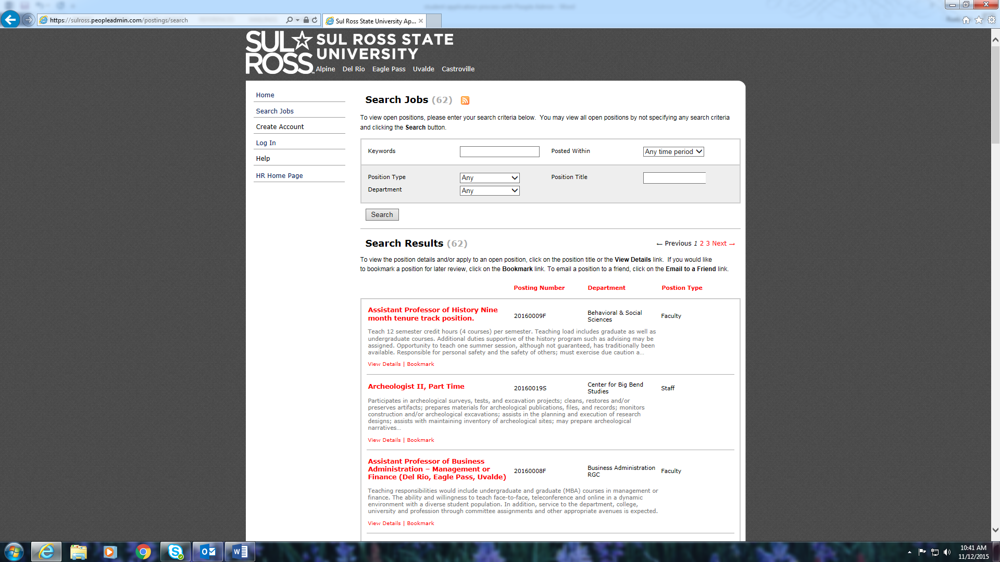 student application process with People Admin - Word
https://sulross.peopleadmin.com/postings/search
Sul Ross State University Ap...
SUL ROSS
SUL ROSS STATE
UNIVERSITY
Alpine Del Rio Eagle Pass Uvalde Castroville
Home
Search Jobs
Create Account
Log In
Help
HR Home Page
Search Jobs (62)
To view open positions, please enter your search criteria below. You may view all open positions by not specifying any search criteria
and clicking the Search button.
Keywords
Posted Within
Any time period
Position Type
Any
Position Title
Department
Any
Search
Search Results (62)
← Previous 1 2 3 Next →
To view the position details and/or apply to an open position, click on the position title or the View Details link. If you would like
to bookmark a position for later review, click on the Bookmark link. To email a position to a friend, click on the Email to a Friend link.
Posting Number Department Postion Type
Assistant Professor of History Nine
month tenure track position.
20160009F
Behavioral & Social
Sciences
Faculty
Teach 12 semester credit hours (4 courses) per semester. Teaching load includes graduate as well as
undergraduate courses. Additional duties supportive of the history program such as advising may be
assigned. Opportunity to teach one summer session, although not guaranteed, has traditionally been
available. Responsible for personal safety and the safety of others; must exercise due caution a...
View Details | Bookmark
Archeologist II, Part Time
20160019S
Center for Big Bend
Studies
Staff
Participates in archeological surveys, tests, and excavation projects; cleans, restores and/or
preserves artifacts; prepares materials for archeological publications, files, and records; monitors
construction and/or archeological excavations; assists in the planning and execution of research
designs; assists with maintaining inventory of archeological sites; may prepare archeological
narratives...
View Details | Bookmark
Assistant Professor of Business
Administration – Management or
Finance (Del Rio, Eagle Pass, Uvalde)
20160008F
Business Administration
RGC
Faculty
Teaching responsibilities would include undergraduate and graduate (MBA) courses in management or
finance. The ability and willingness to teach face-to-face, teleconference and online in a dynamic
environment with a diverse student population. In addition, service to the department, college,
university and profession through committee assignments and other appropriate avenues is expected.
View Details | Bookmark
10:41 AM
11/12/2015